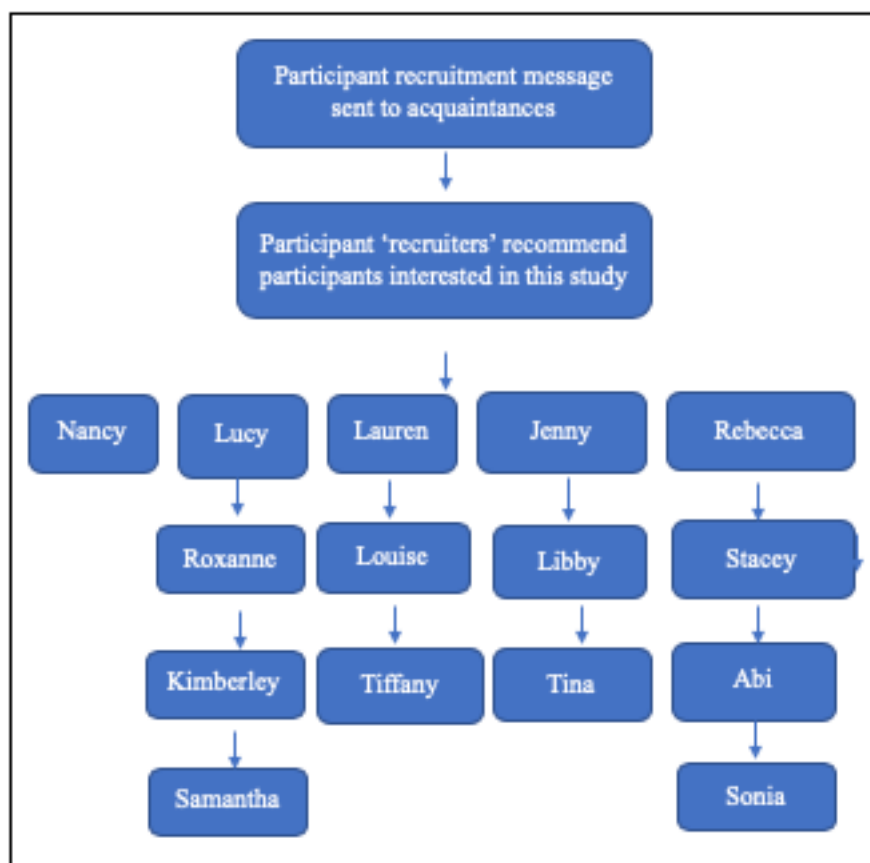 Participant recruitment message
sent to acquaintances
Participant ‘recruiters’ recommend
participants interested in this study
Nancy
Lucy
Lauren
Jenny
Rebecca
Roxanne
Louise
Libby
Stacey
Kimberley
Tiffany
Tina
Abi
Samantha
Sonia